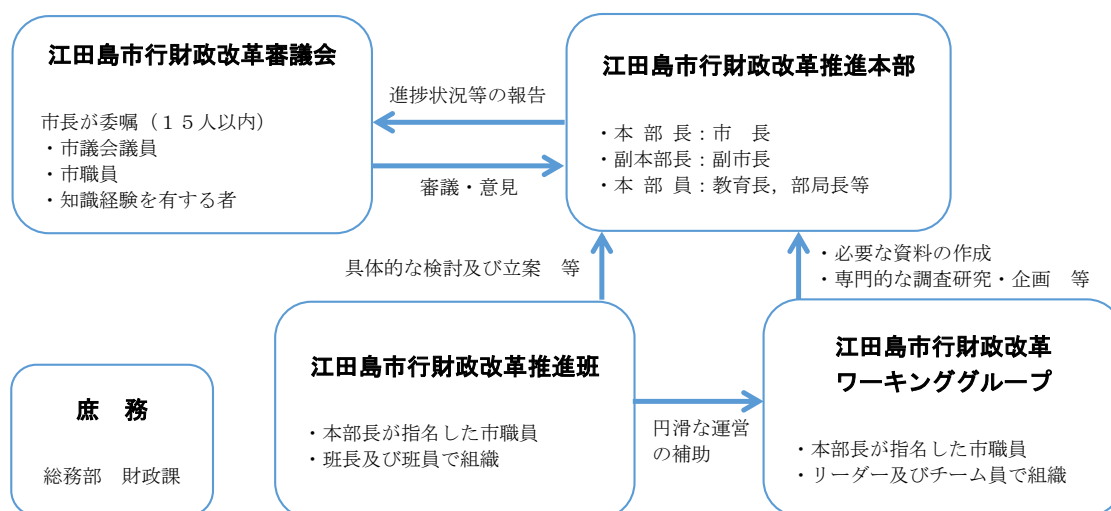 江田島市行財政改革審議会
市長が委嘱（１５人以内）
・市議会議員
・市職員
・知識経験を有する者
進捗状況等の報告
審議・意見
江田島市行財政改革推進本部
・本 部 長：市　長
・副本部長：副市長
・本 部 員：教育長，部局長等
具体的な検討及び立案　等
・必要な資料の作成
・専門的な調査研究・企画　等
庶　務
総務部　財政課
江田島市行財政改革推進班
・本部長が指名した市職員
・班長及び班員で組織
円滑な運営
の補助
江田島市行財政改革
ワーキンググループ
・本部長が指名した市職員
・リーダー及びチーム員で組織